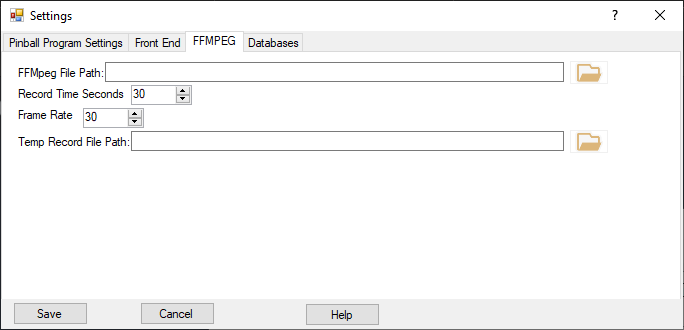 Settings
Pinball Program Settings Front End FFMPEG Databases
FFMpeg File Path:
Record Time Seconds 30
Frame Rate 30
Temp Record File Path:
Save Cancel Help